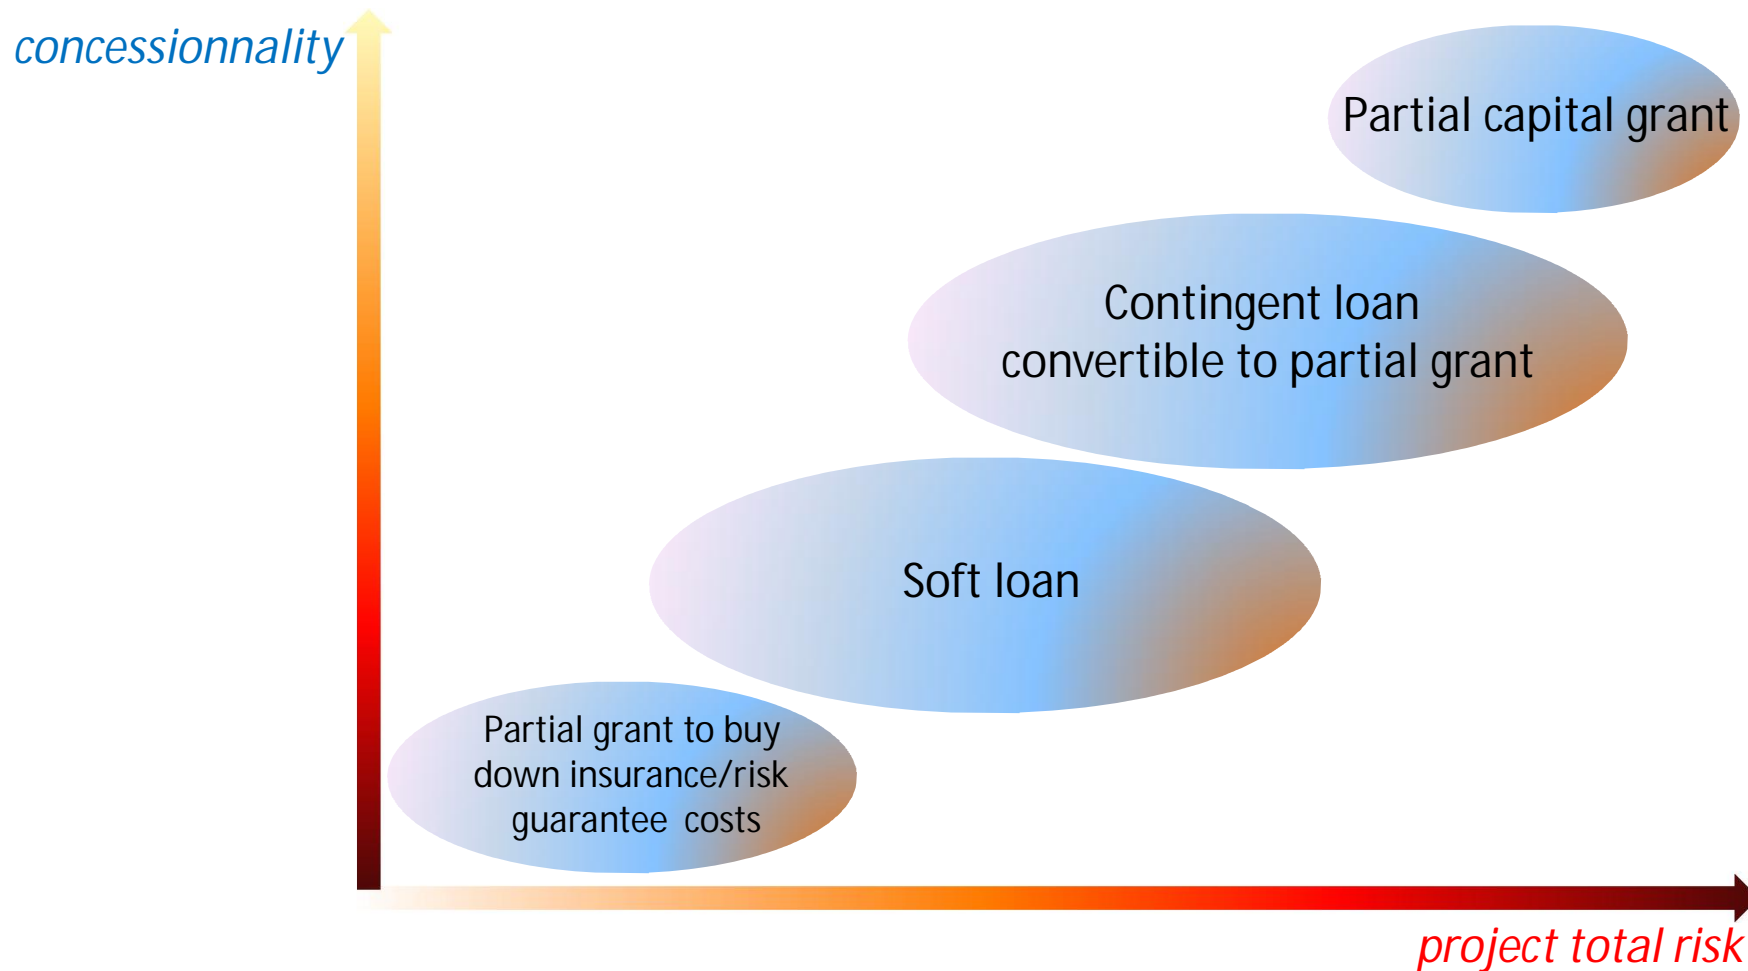 concessionnality
Partial capital grant
Contingent loan
convertible to partial grant
Soft loan
Partial grant to buy
down insurance/risk
guarantee costs
project total risk